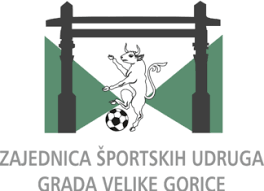 ZAJEDNICA ŠPORTSKIH UDRUGA
GRADA VELIKE GORICE